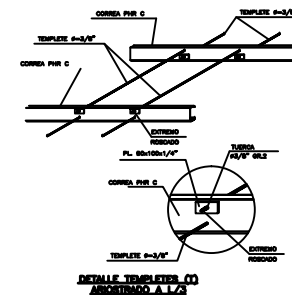 CORREA PHR C
TEMPLETE Ø=3/8"
TEMPLETE Ø=3/8"
CORREA PHR C
EXTREMO
ROSCADO
PL. 60x100x1/4"
TUERCA
Ø3/8" GR.2
CORREA PHR C
EXTREMO
ROSCADO
TEMPLETE Ø=3/8"
DETALLE TEMPLETES (T)
ARIOSTRADO A L/3